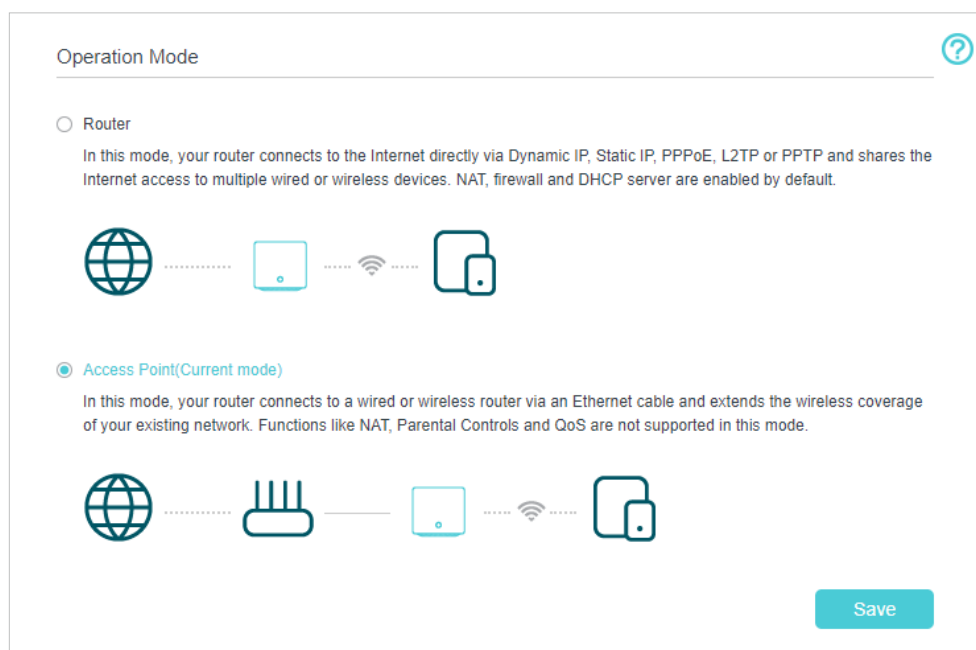 Operation Mode
?
Router
In this mode, your router connects to the Internet directly via Dynamic IP, Static IP, PPPoE, L2TP or PPTP and shares the
Internet access to multiple wired or wireless devices. NAT, firewall and DHCP server are enabled by default.
Access Point(Current mode)
In this mode, your router connects to a wired or wireless router via an Ethernet cable and extends the wireless coverage
of your existing network. Functions like NAT, Parental Controls and QoS are not supported in this mode.
Save